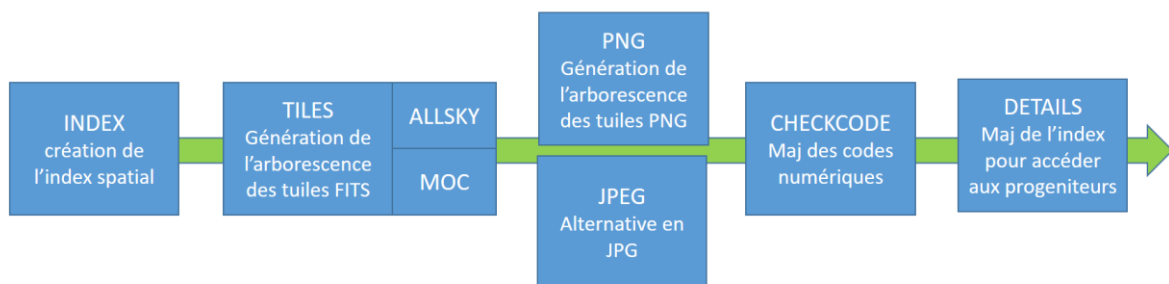 INDEX
création de
l'index spatial
TILES
Génération de
l'arborescence
des tuiles FITS
ALLSKY
MOC
PNG
Génération de
l'arborescence
des tuiles PNG
JPEG
Alternative en
JPG
CHECKCODE
Maj des codes
numériques
DETAILS
Maj de l'index
pour accéder
aux progeniteurs